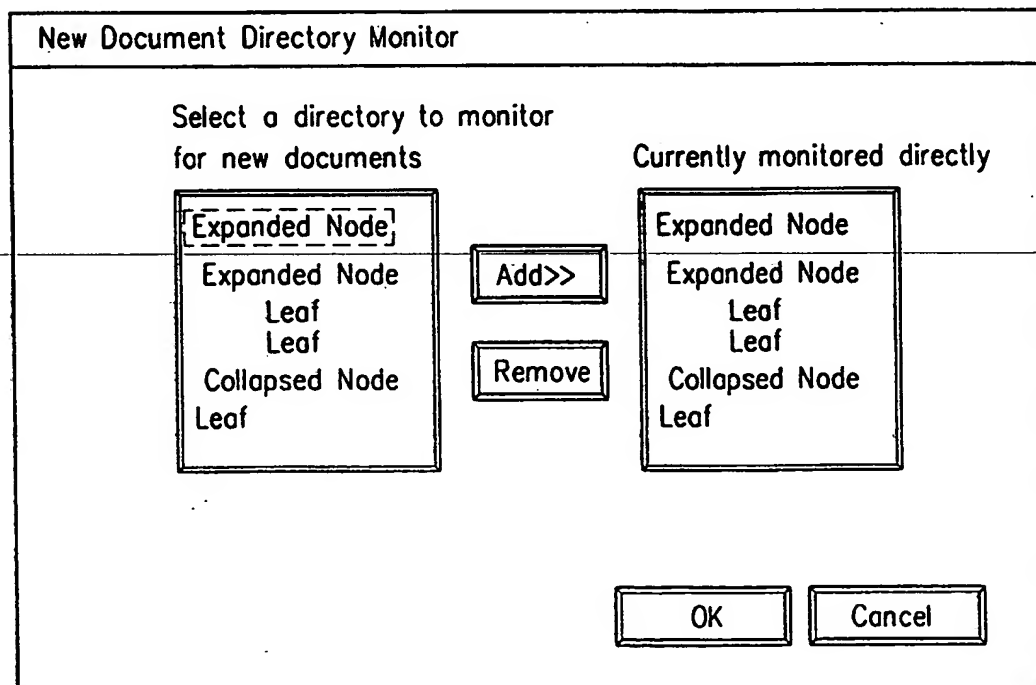 New Document Directory Monitor
Select a directory to monitor
for new documents
Expanded Node
Expanded Node
Leaf
Leaf
Collapsed Node
Leaf
Add>>
Remove
Currently monitored directly
Expanded Node
Expanded Node
Leaf
Leaf
Collapsed Node
Leaf
OK
Cancel